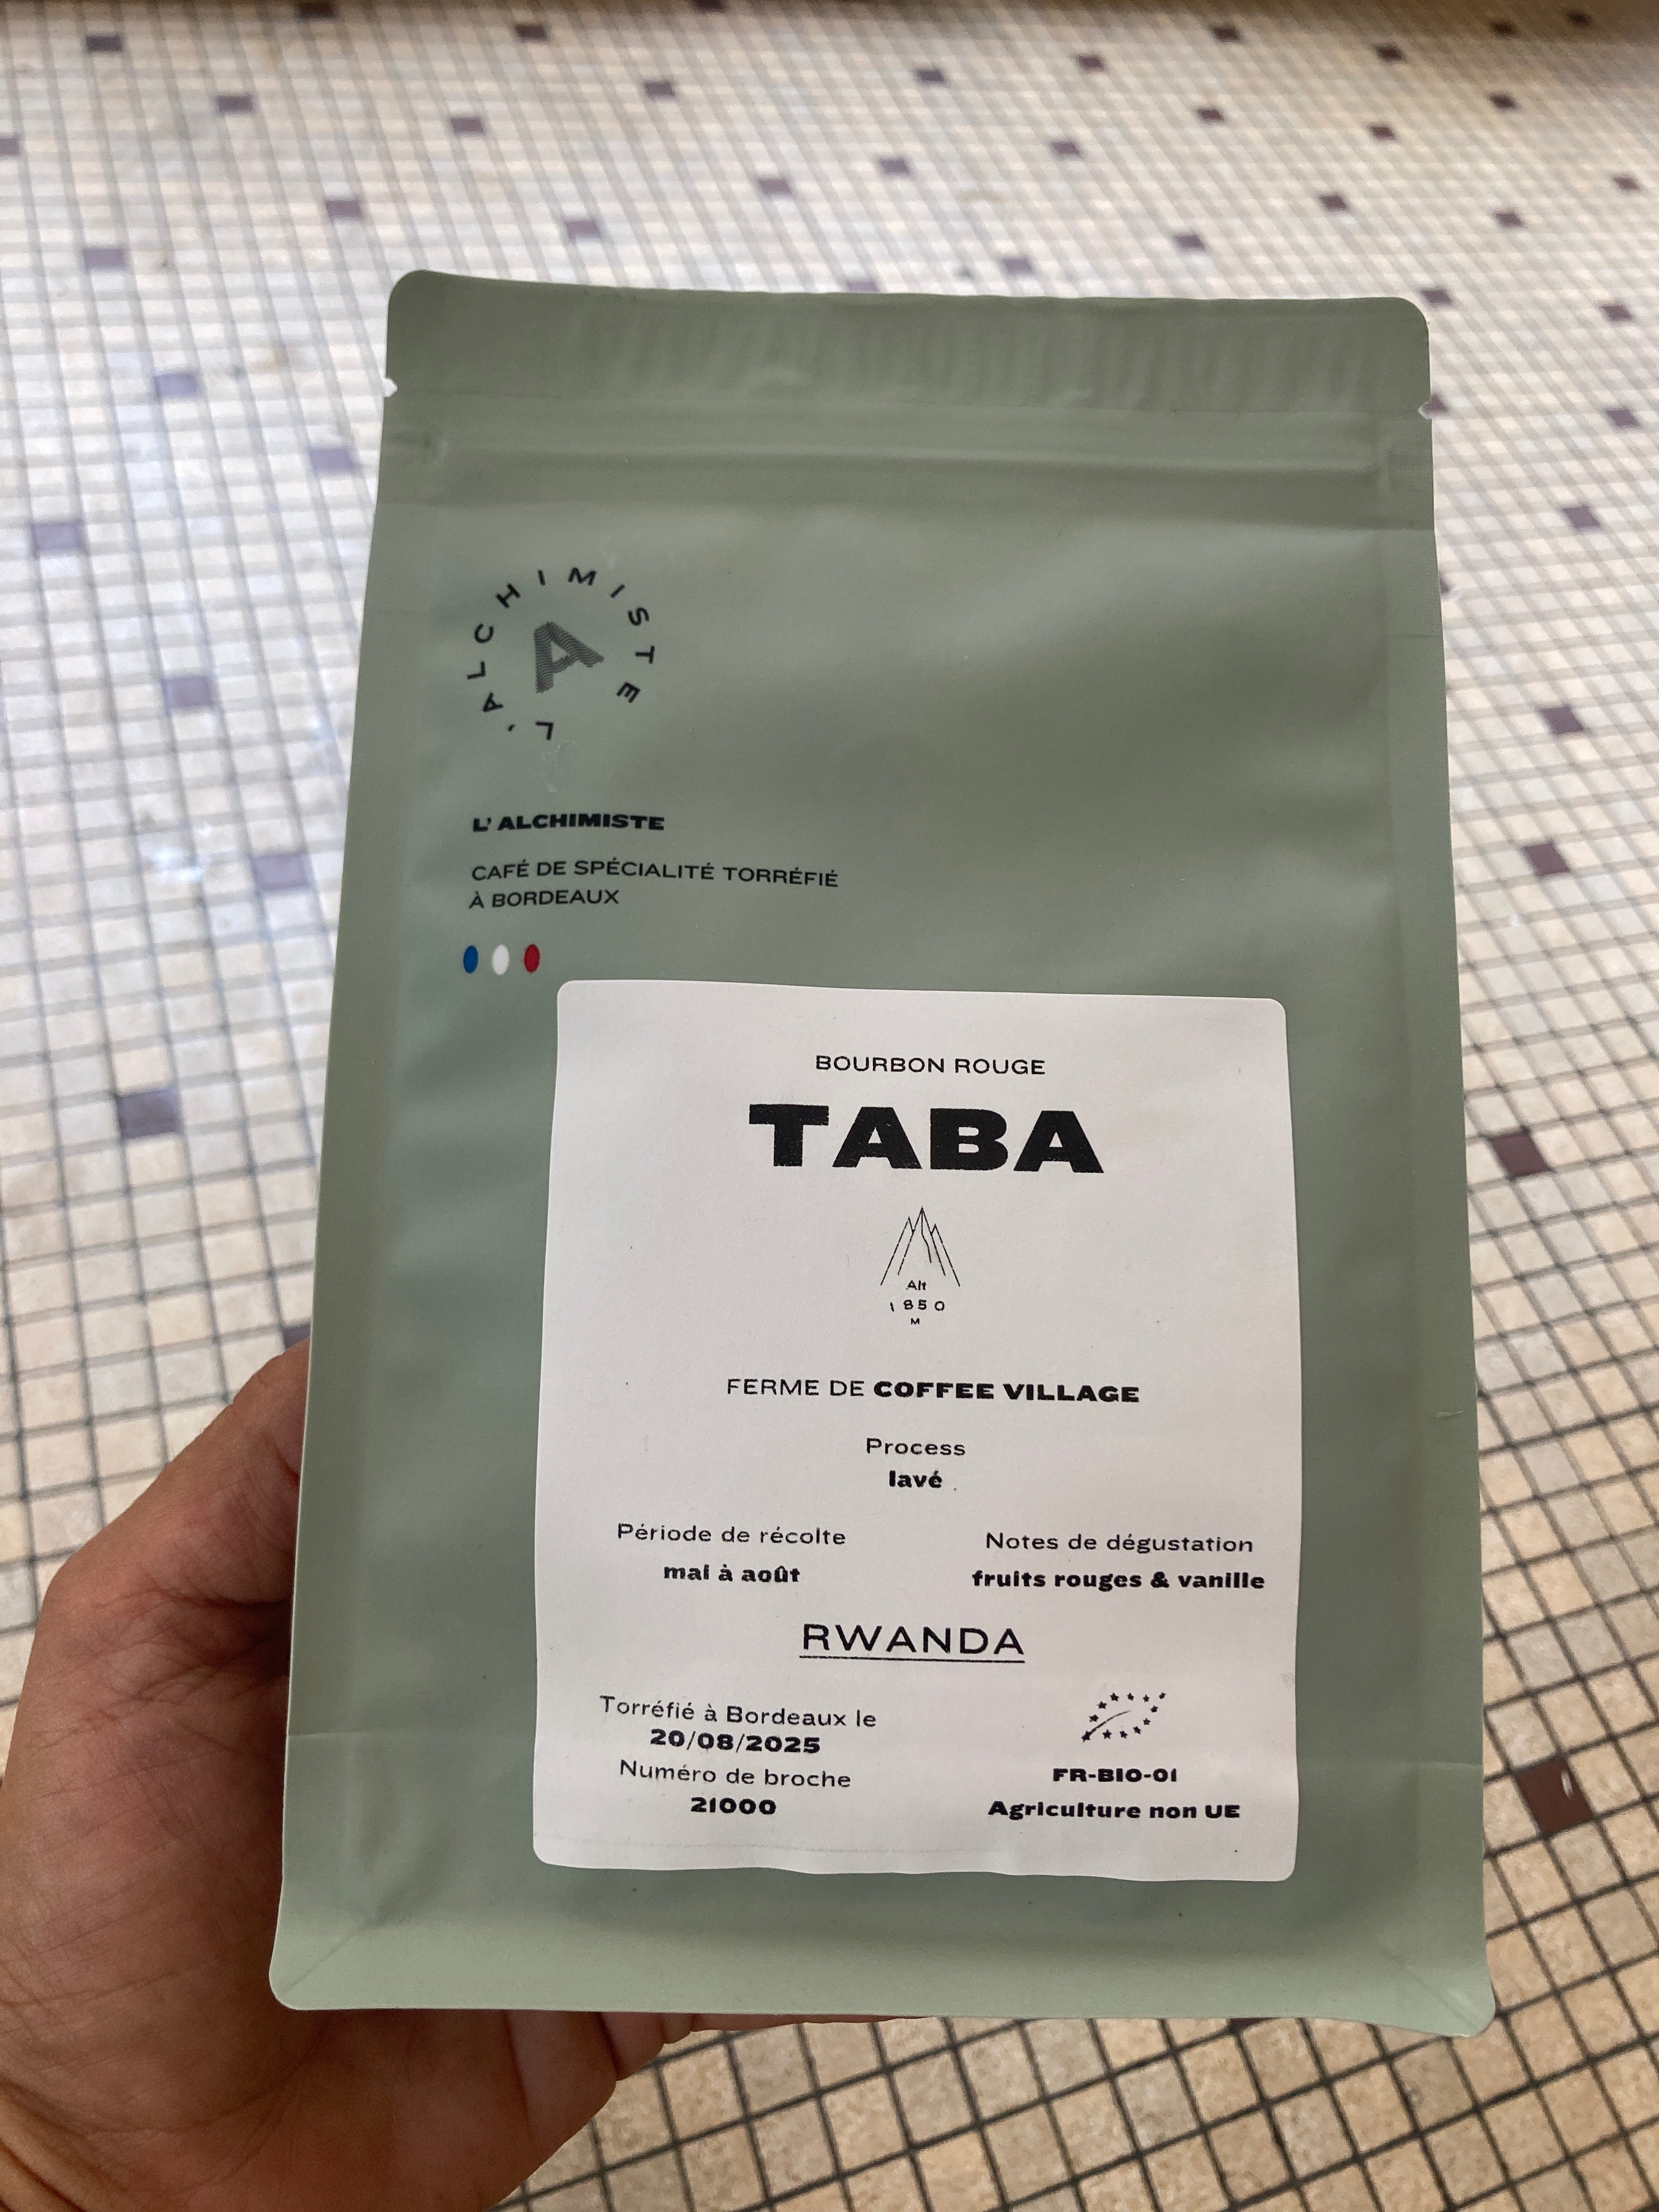 L'ALCHIMISTE
A
L' ALCHIMISTE
CAFÉ DE SPÉCIALITÉ TORRÉFIÉ
À BORDEAUX
BOURBON ROUGE
TABA
Alt
1850
M
FERME DE COFFEE VILLAGE
Process
lavé
Période de récolte
mai à août
Notes de dégustation
fruits rouges & vanille
RWANDA
Torréfié à Bordeaux le
20/08/2025
Numéro de broche
21000
FR-BIO-01
Agriculture non UE